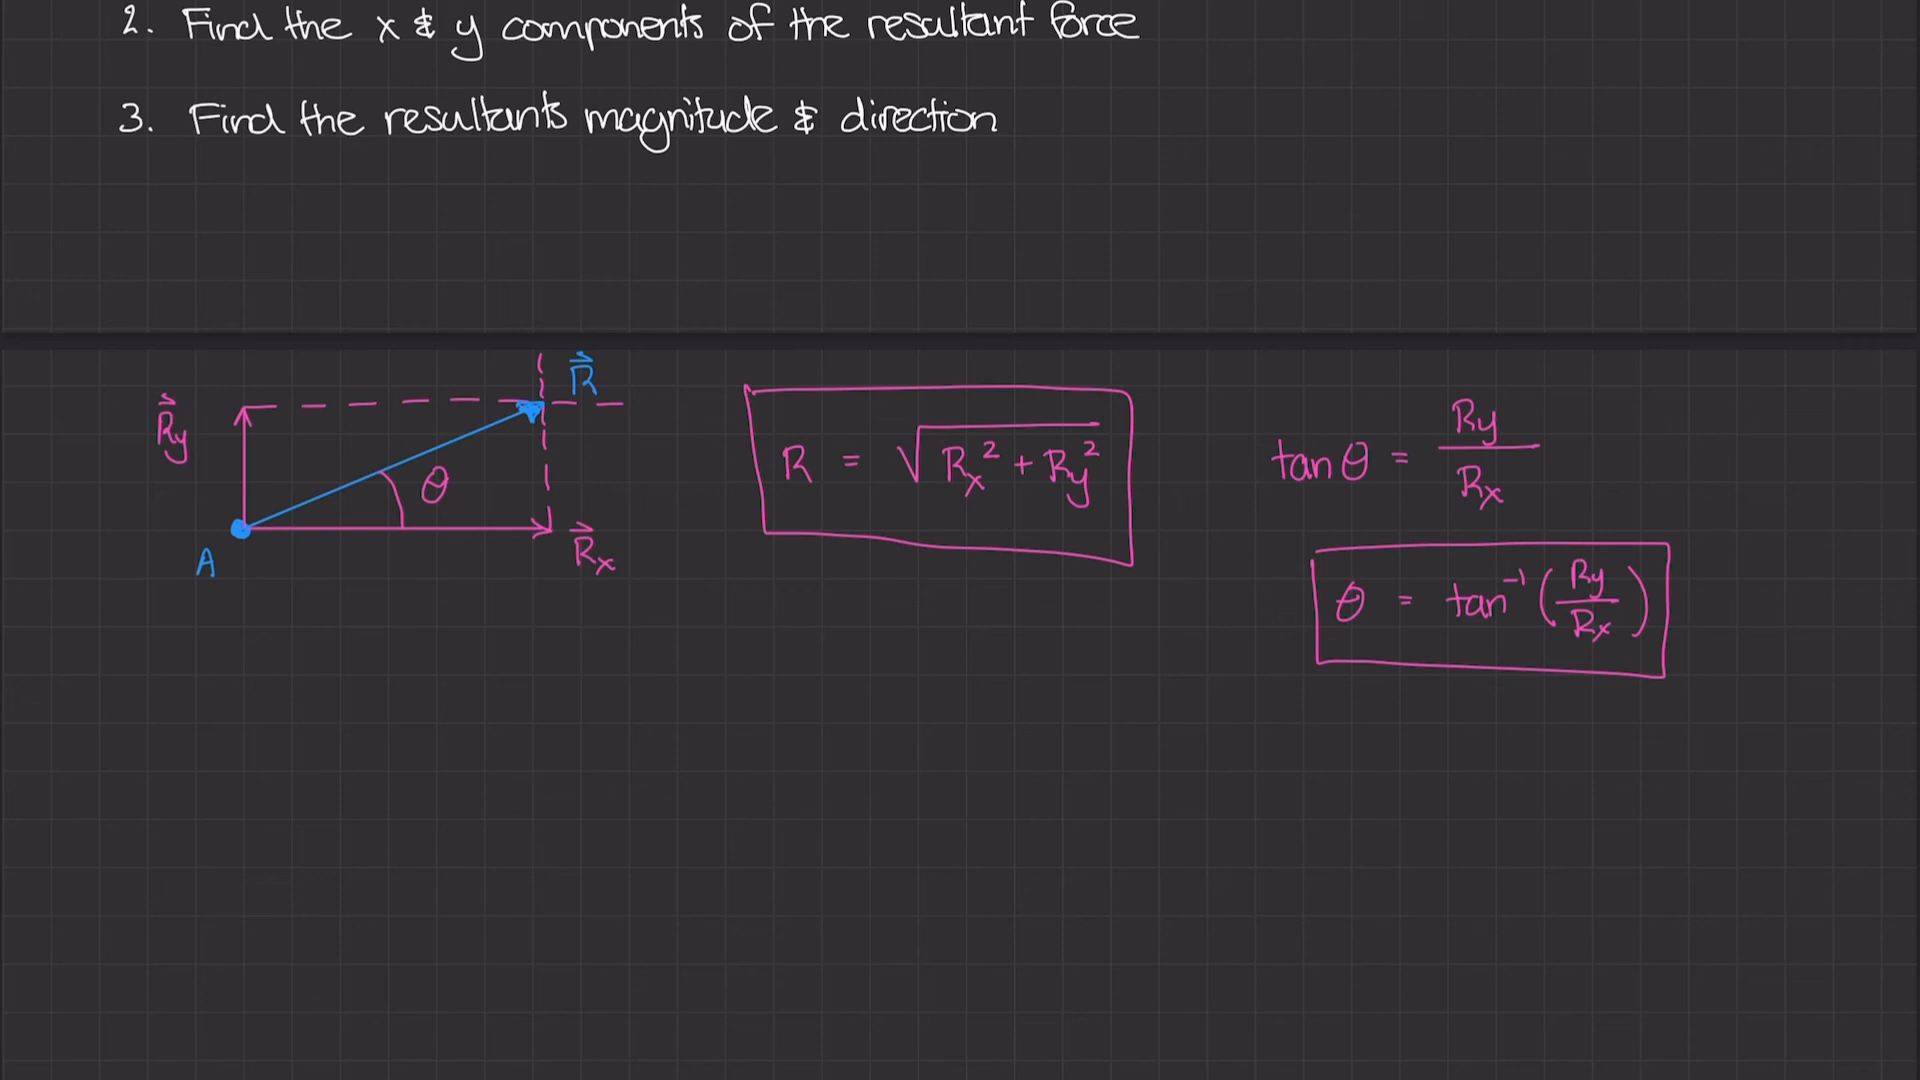 2. Find the x & y components of the resultant force
3. Find the resultants magnitude & direction
R⃗y
R⃗
θ
A
R⃗x
R = √(Rx² + Ry²)
tan θ = Ry / Rx
θ = tan⁻¹ (Ry / Rx)